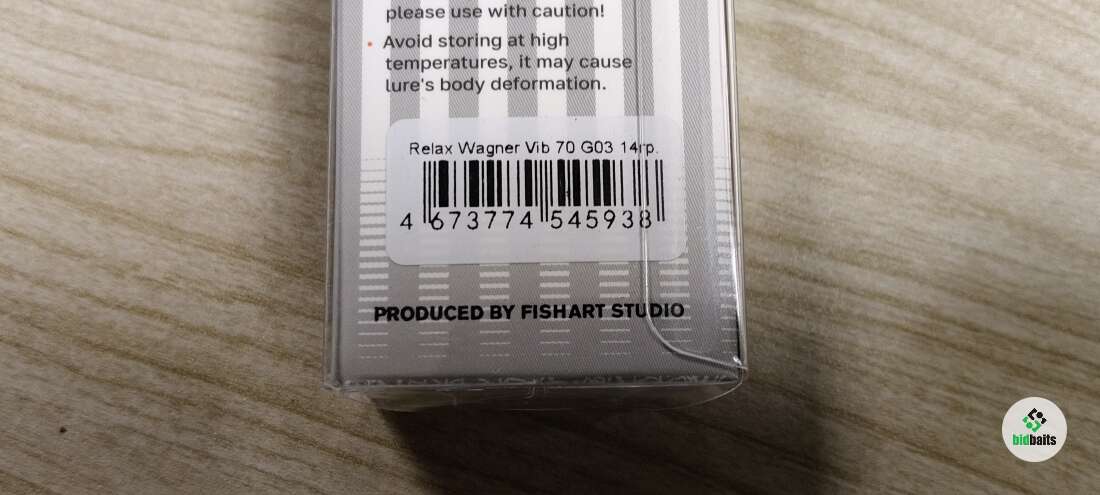 please use with caution!
• Avoid storing at high
temperatures, it may cause
lure's body deformation.
Relax Wagner Vib 70 G03 14гр.
4 673774 545938
PRODUCED BY FISHART STUDIO
bidbaits